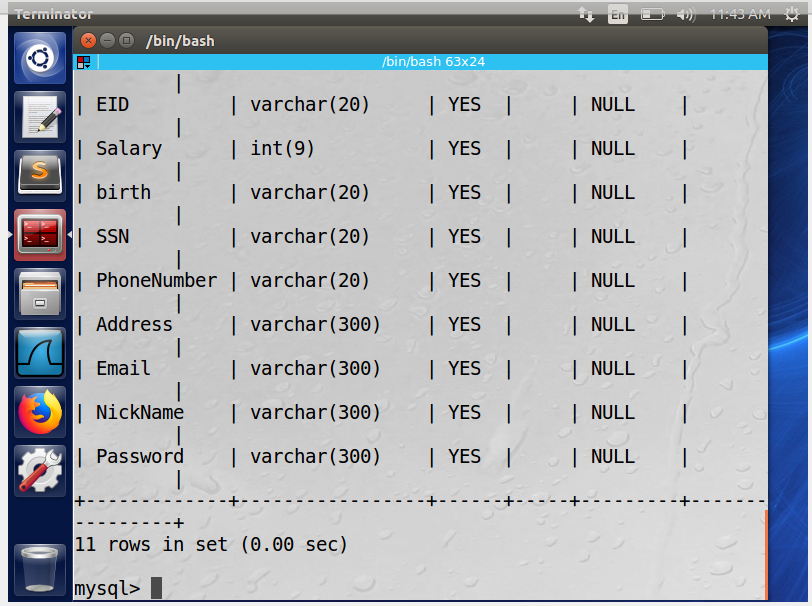 Terminator
En
11:43 AM
/bin/bash
/bin/bash 63x24
|
| EID         | varchar(20)     | YES  |     | NULL    |
|
| Salary      | int(9)          | YES  |     | NULL    |
|
| birth       | varchar(20)     | YES  |     | NULL    |
|
| SSN         | varchar(20)     | YES  |     | NULL    |
|
| PhoneNumber | varchar(20)     | YES  |     | NULL    |
|
| Address     | varchar(300)    | YES  |     | NULL    |
|
| Email       | varchar(300)    | YES  |     | NULL    |
|
| NickName    | varchar(300)    | YES  |     | NULL    |
|
| Password    | varchar(300)    | YES  |     | NULL    |
|
+-------------+-----------------+------+-----+---------+-------
---------+
11 rows in set (0.00 sec)
mysql>